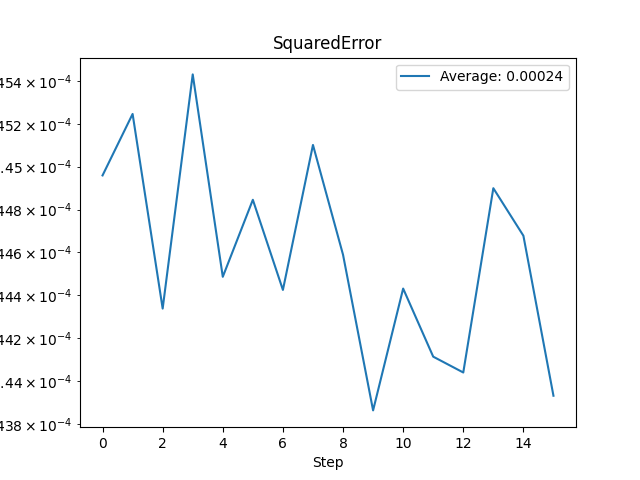 SquaredError
Average: 0.00024
454 × 10⁻⁴
452 × 10⁻⁴
.45 × 10⁻⁴
448 × 10⁻⁴
446 × 10⁻⁴
444 × 10⁻⁴
442 × 10⁻⁴
.44 × 10⁻⁴
438 × 10⁻⁴
0 2 4 6 8 10 12 14
Step